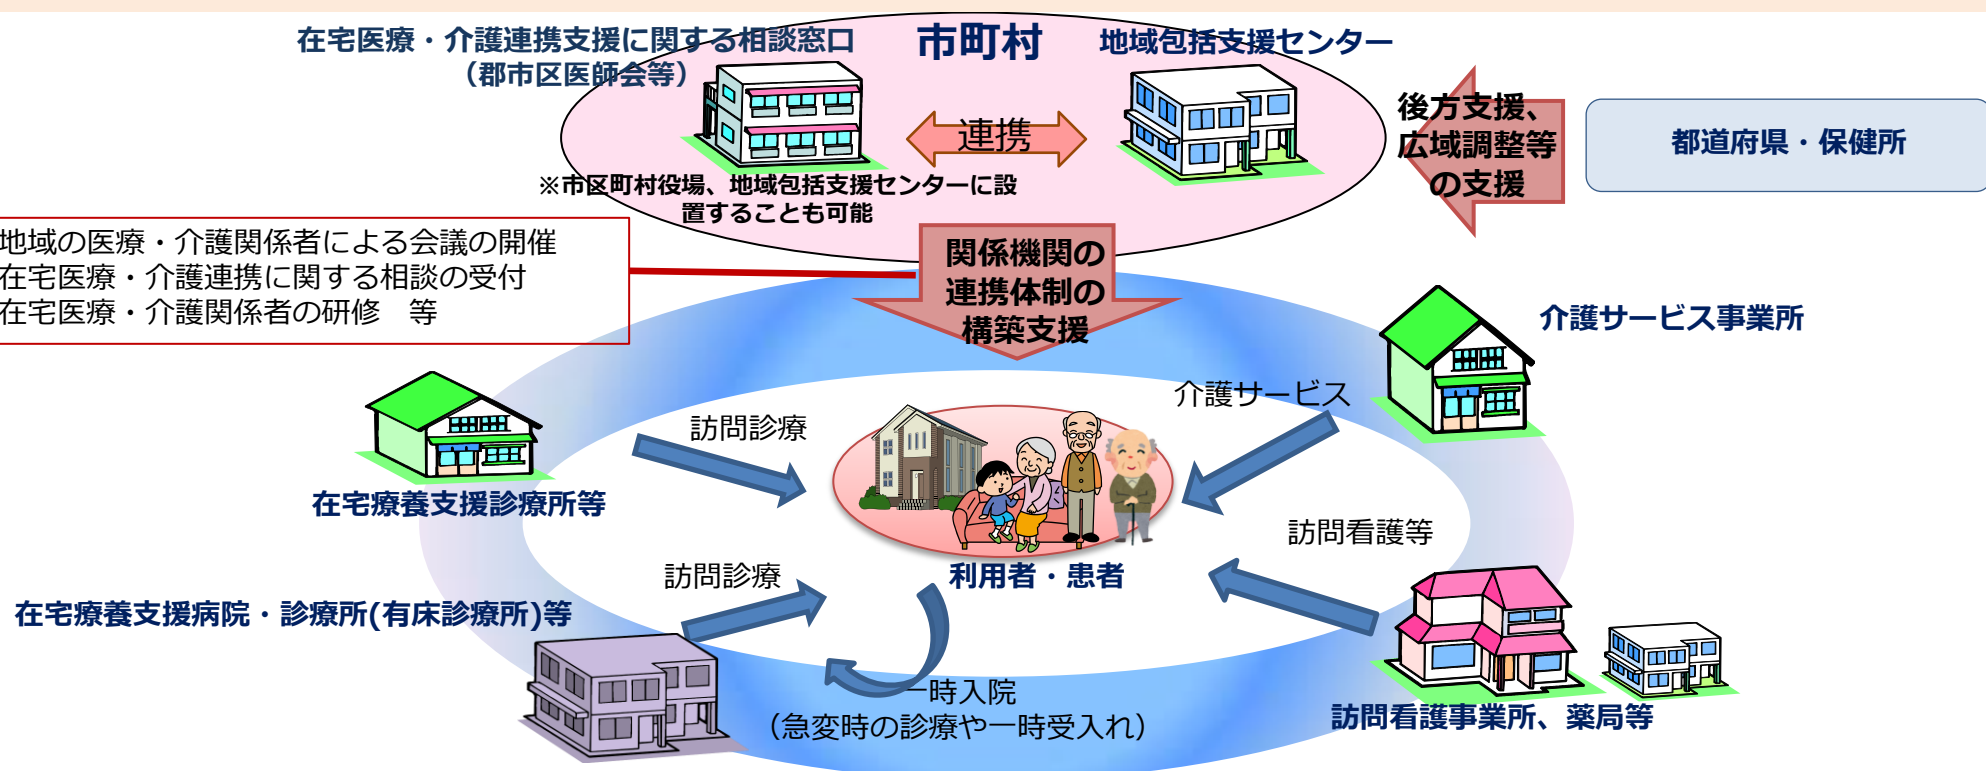 在宅医療・介護連携支援に関する相談窓口
（郡市区医師会等）
市町村
地域包括支援センター
連携
※市区町村役場、地域包括支援センターに設
置することも可能
後方支援、
広域調整等
の支援
都道府県・保健所
地域の医療・介護関係者による会議の開催
在宅医療・介護連携に関する相談の受付
在宅医療・介護関係者の研修　等
関係機関の
連携体制の
構築支援
介護サービス事業所
介護サービス
訪問診療
在宅療養支援診療所等
訪問看護等
利用者・患者
訪問診療
在宅療養支援病院・診療所(有床診療所)等
一時入院
（急変時の診療や一時受入れ）
訪問看護事業所、薬局等